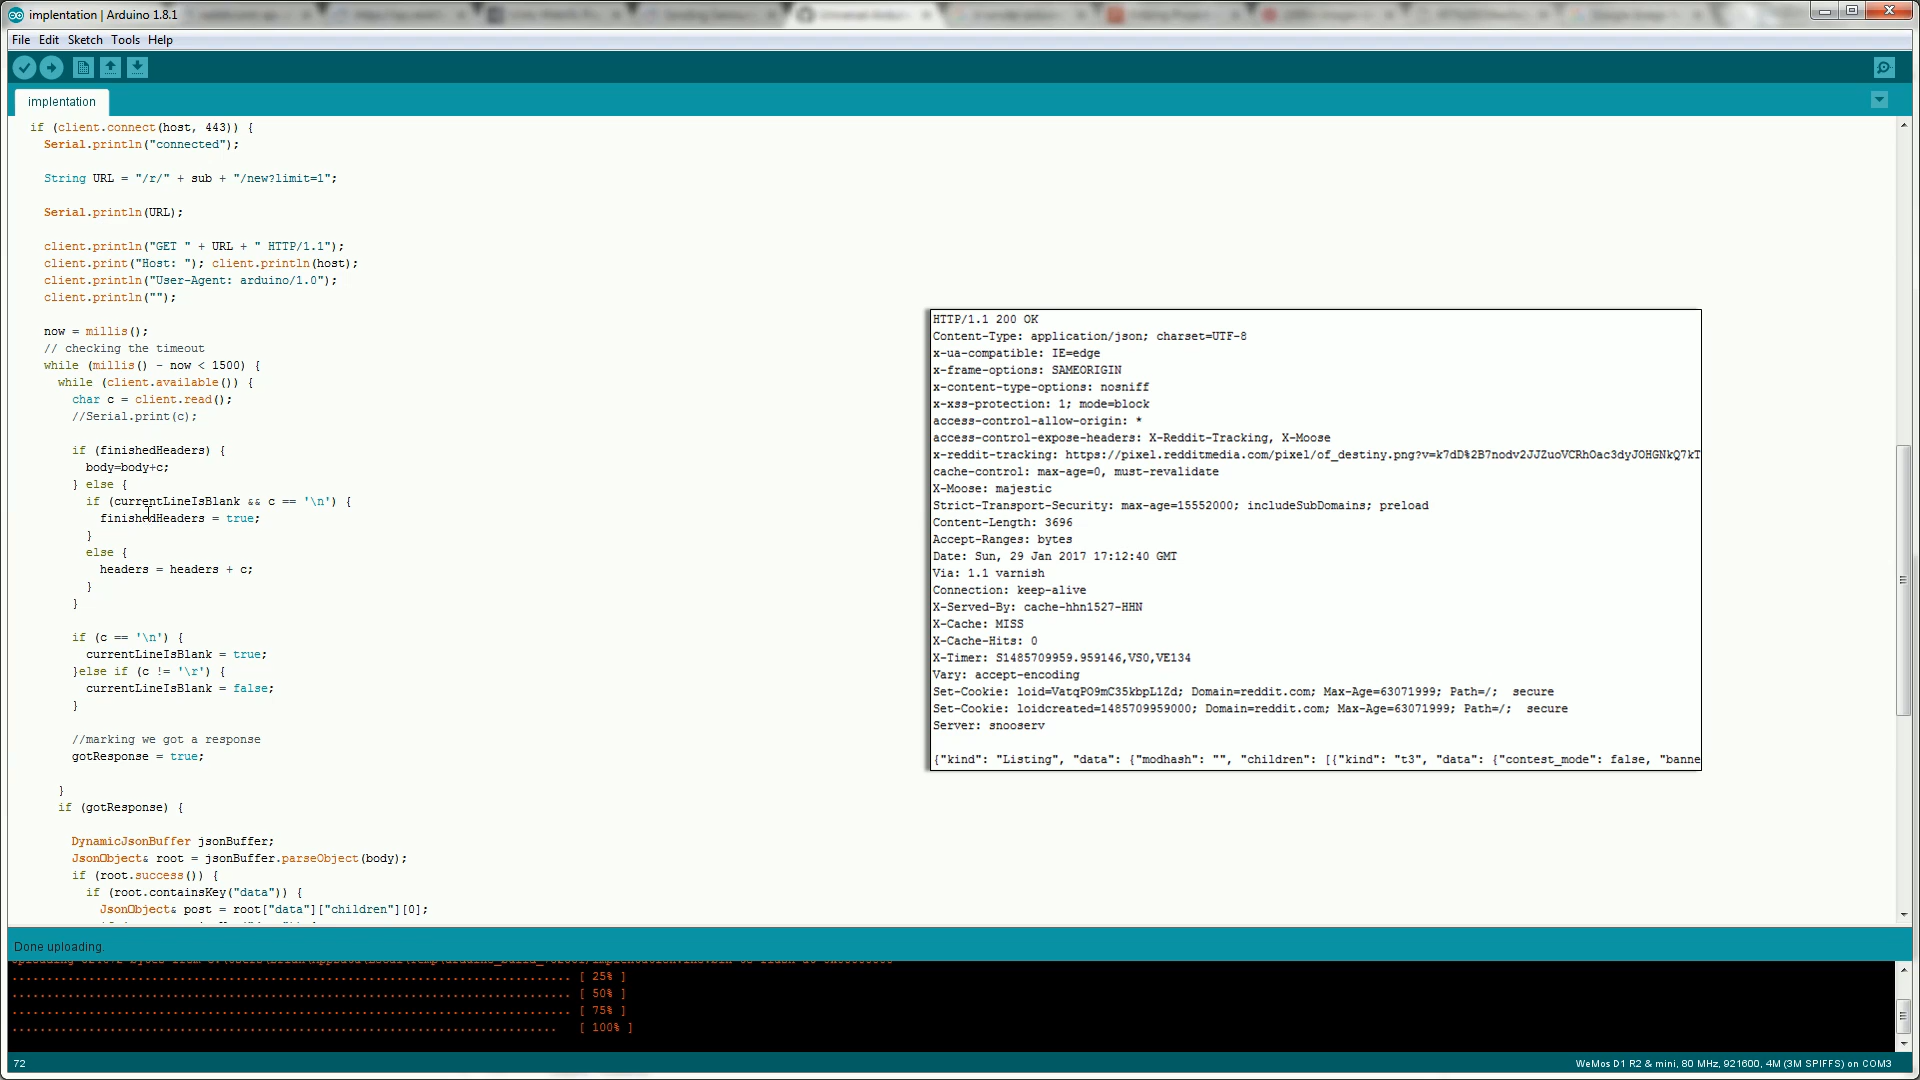 implentation | Arduino 1.8.1
File Edit Sketch Tools Help
implentation
if (client.connect(host, 443)) {
Serial.println("connected");
String URL = "/r/" + sub + "/new?limit=1";
Serial.println(URL);
client.println("GET " + URL + " HTTP/1.1");
client.print("Host: "); client.println(host);
client.println("User-Agent: arduino/1.0");
client.println("");
now = millis();
// checking the timeout
while (millis() - now < 1500) {
while (client.available()) {
char c = client.read();
//Serial.print(c);
if (finishedHeaders) {
body=body+c;
} else {
if (currentLineIsBlank && c == '\n') {
finishedHeaders = true;
}
else {
headers = headers + c;
}
}
if (c == '\n') {
currentLineIsBlank = true;
}else if (c != '\r') {
currentLineIsBlank = false;
}
//marking we got a response
gotResponse = true;
}
if (gotResponse) {
DynamicJsonBuffer jsonBuffer;
JsonObject& root = jsonBuffer.parseObject(body);
if (root.success()) {
if (root.containsKey("data")) {
JsonObject& post = root["data"]["children"][0];
HTTP/1.1 200 OK
Content-Type: application/json; charset=UTF-8
x-ua-compatible: IE=edge
x-frame-options: SAMEORIGIN
x-content-type-options: nosniff
x-xss-protection: 1; mode=block
access-control-allow-origin: *
access-control-expose-headers: X-Reddit-Tracking, X-Moose
x-reddit-tracking: https://pixel.redditmedia.com/pixel/of_destiny.png?v=k7dD%2B7nodv2JJZuoVCRhOac3dyJOHGNkQ7kT
cache-control: max-age=0, must-revalidate
X-Moose: majestic
Strict-Transport-Security: max-age=15552000; includeSubDomains; preload
Content-Length: 3696
Accept-Ranges: bytes
Date: Sun, 29 Jan 2017 17:12:40 GMT
Via: 1.1 varnish
Connection: keep-alive
X-Served-By: cache-hhn1527-HHN
X-Cache: MISS
X-Cache-Hits: 0
X-Timer: S1485709959.959146,VS0,VE134
Vary: accept-encoding
Set-Cookie: loid=VatqPO9mC35kbpL1Zd; Domain=reddit.com; Max-Age=63071999; Path=/;  secure
Set-Cookie: loidcreated=1485709959000; Domain=reddit.com; Max-Age=63071999; Path=/;  secure
Server: snooserv
{"kind": "Listing", "data": {"modhash": "", "children": [{"kind": "t3", "data": {"contest_mode": false, "banne
Done uploading.
................................................................................ [ 25% ]
................................................................................ [ 50% ]
................................................................................ [ 75% ]
.............................................................................. [ 100% ]
72
WeMos D1 R2 & mini, 80 MHz, 921600, 4M (3M SPIFFS) on COM3